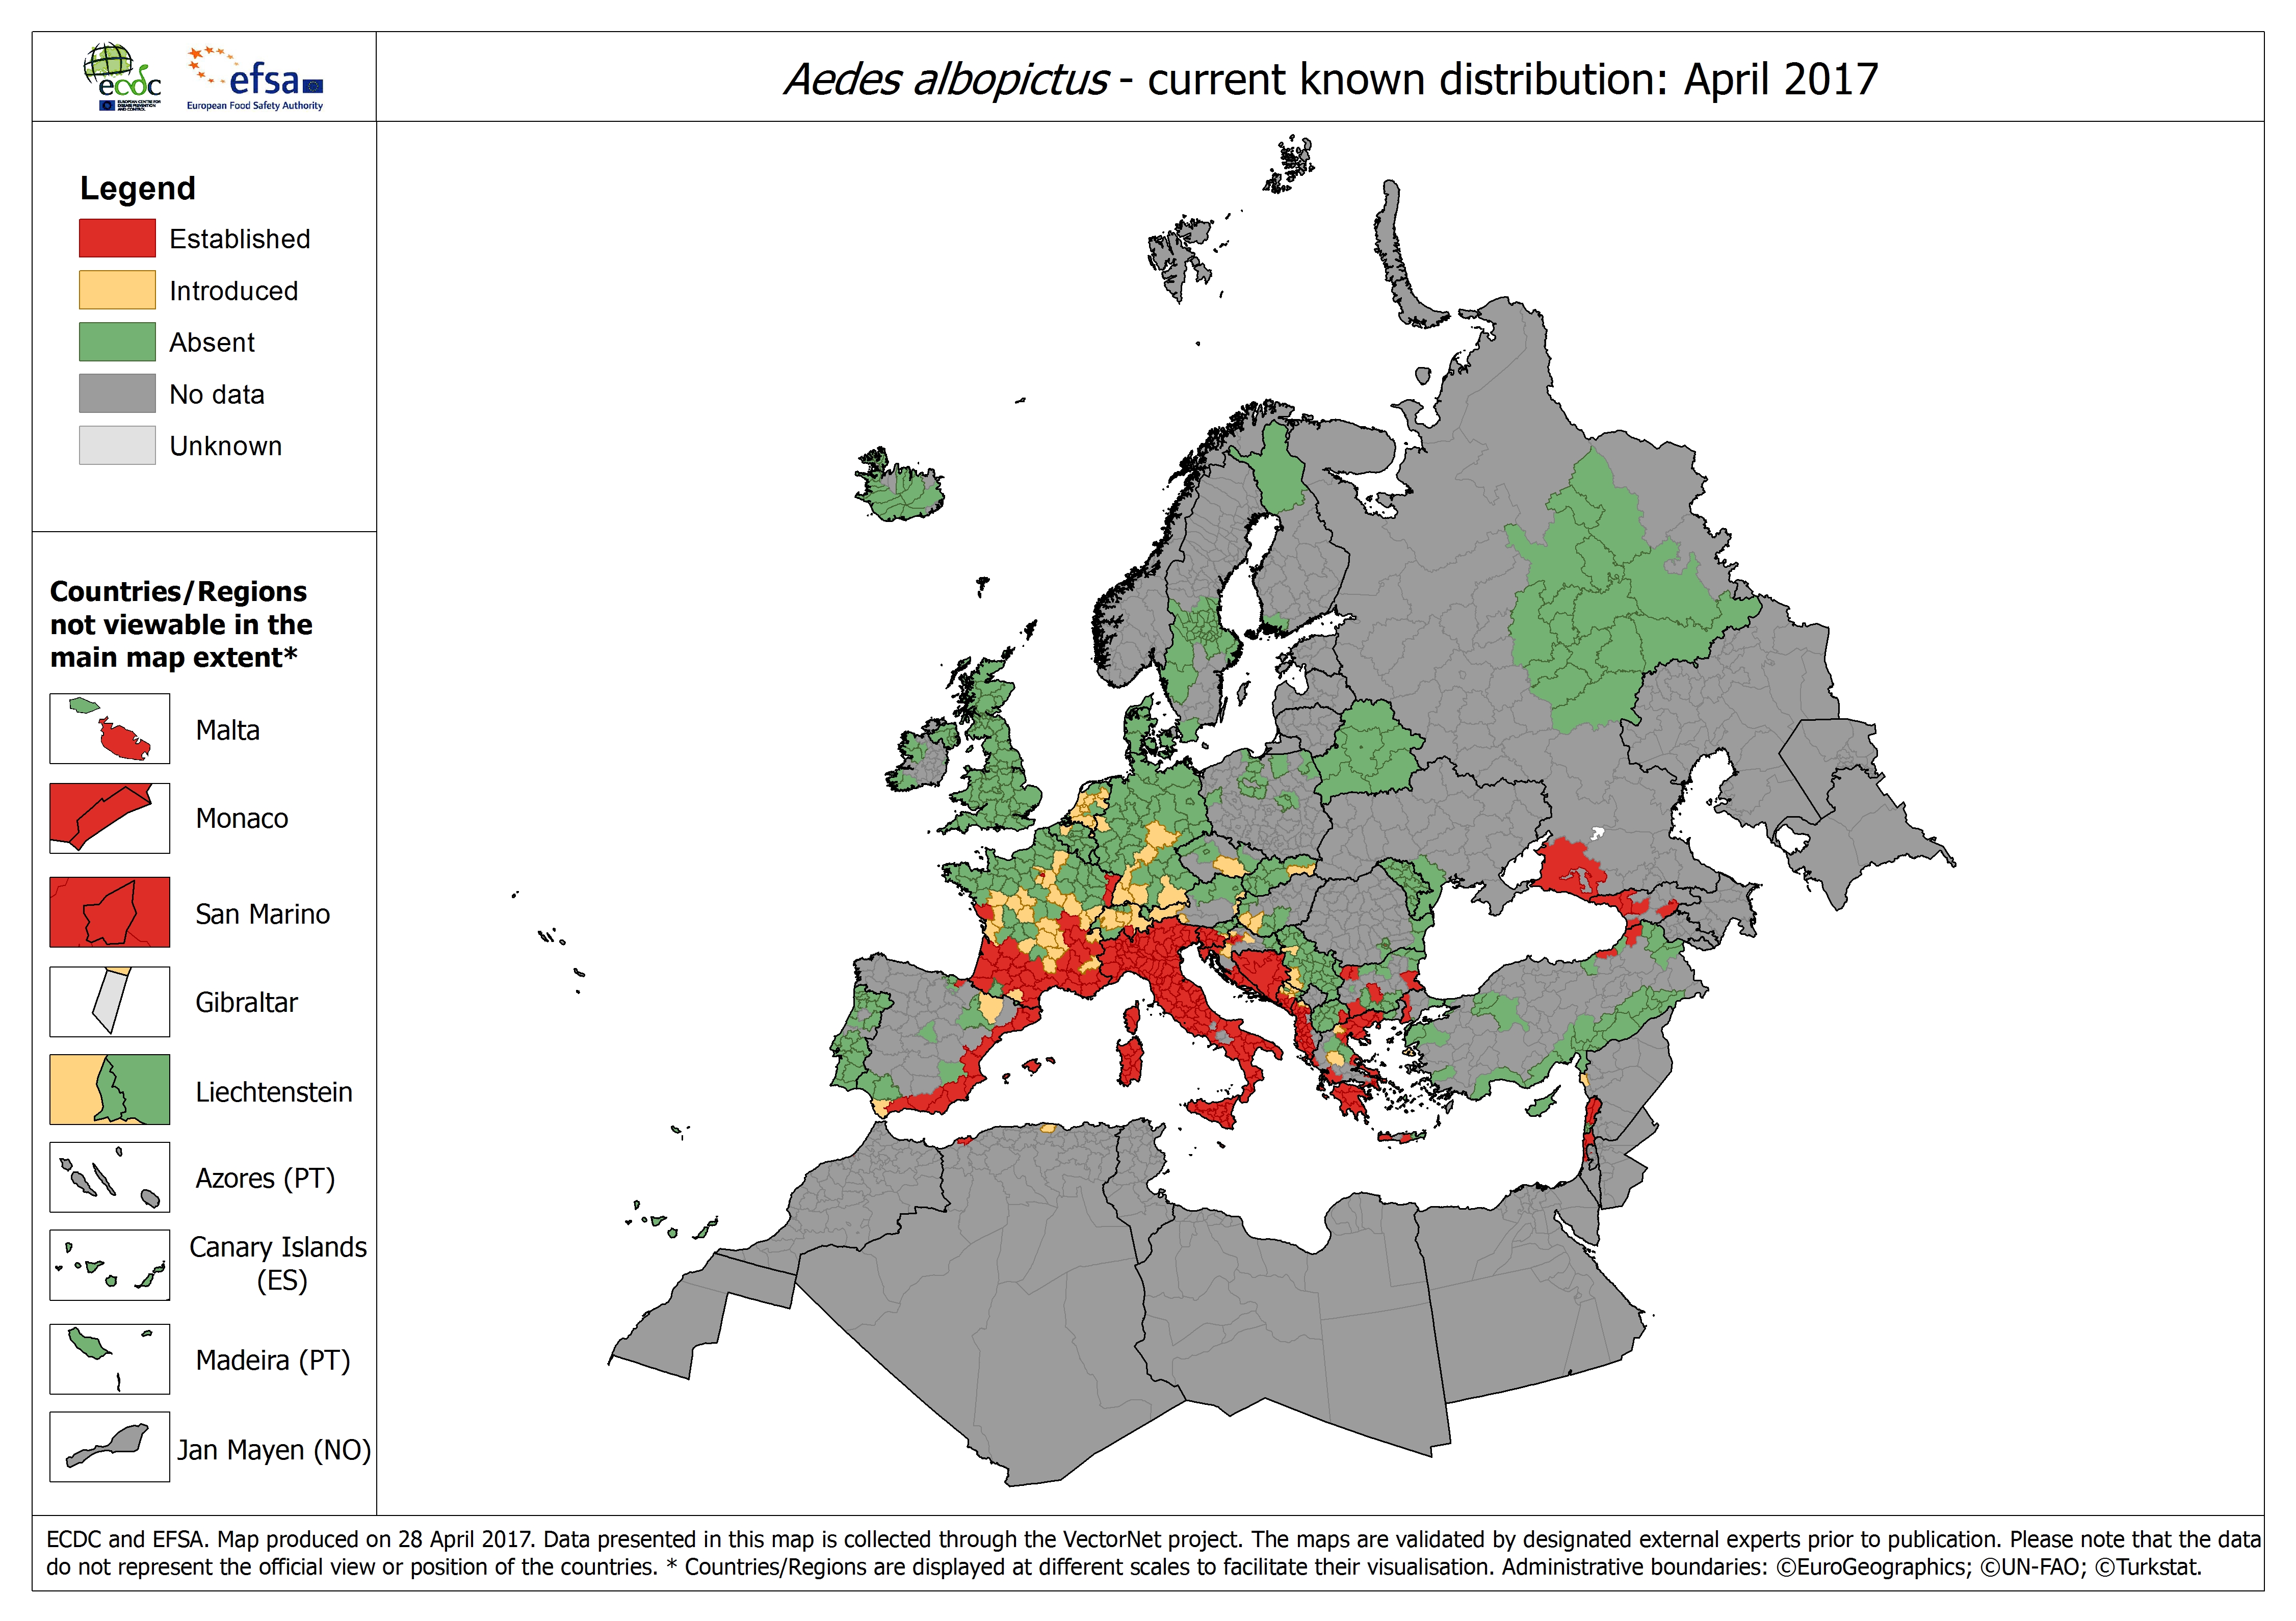 ecdc
EUROPEAN CENTRE FOR
DISEASE PREVENTION
AND CONTROL
efsa
European Food Safety Authority
Aedes albopictus - current known distribution: April 2017
Legend
Established
Introduced
Absent
No data
Unknown
Countries/Regions
not viewable in the
main map extent*
Malta
Monaco
San Marino
Gibraltar
Liechtenstein
Azores (PT)
Canary Islands
(ES)
Madeira (PT)
Jan Mayen (NO)
ECDC and EFSA. Map produced on 28 April 2017. Data presented in this map is collected through the VectorNet project. The maps are validated by designated external experts prior to publication. Please note that the data
do not represent the official view or position of the countries. * Countries/Regions are displayed at different scales to facilitate their visualisation. Administrative boundaries: ©EuroGeographics; ©UN-FAO; ©Turkstat.